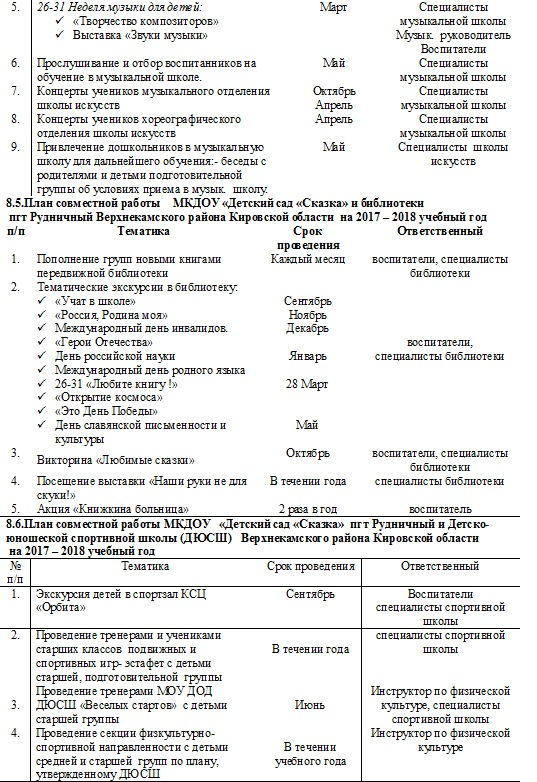 5. 26-31 Неделя музыки для детей: Март Специалисты
✓ «Творчество композиторов» музыкальной школы
✓ Выставка «Звуки музыки» Музык. руководитель
Воспитатели
6. Прослушивание и отбор воспитанников на Май Специалисты
обучение в музыкальной школе. музыкальной школы
7. Концерты учеников музыкального отделения Октябрь Специалисты
школы искусств Апрель музыкальной школы
8. Концерты учеников хореографического Апрель Специалисты
отделения школы искусств музыкальной школы
9. Привлечение дошкольников в музыкальную Май Специалисты школы
школу для дальнейшего обучения:- беседы с искусств
родителями и детьми подготовительной
группы об условиях приема в музык. школу.
8.5.План совместной работы МКДОУ «Детский сад «Сказка» и библиотеки
пгт Рудничный Верхнекамского района Кировской области на 2017 – 2018 учебный год
п/п Тематика Срок Ответственный
проведения
1. Пополнение групп новыми книгами Каждый месяц воспитатели, специалисты
передвижной библиотеки библиотеки
2. Тематические экскурсии в библиотеку:
✓ «Учат в школе» Сентябрь
✓ «Россия, Родина моя» Ноябрь
✓ Международный день инвалидов. Декабрь
✓ «Герои Отечества» воспитатели,
✓ День российской науки Январь специалисты библиотеки
✓ Международный день родного языка
✓ 26-31 «Любите книгу !» 28 Март
✓ «Открытие космоса»
✓ «Это День Победы»
✓ День славянской письменности и Май
культуры
3. Викторина «Любимые сказки» Октябрь воспитатели, специалисты
библиотеки
4. Посещение выставки «Наши руки не для В течении года специалисты библиотеки
скуки!»
5. Акция «Книжкина больница» 2 раза в год воспитатель
8.6.План совместной работы МКДОУ «Детский сад «Сказка» пгт Рудничный и Детско-
юношеской спортивной школы (ДЮСШ) Верхнекамского района Кировской области
на 2017 – 2018 учебный год
№ Тематика Срок проведения Ответственный
п/п
1. Экскурсия детей в спортзал КСЦ Сентябрь Воспитатели
«Орбита» специалисты спортивной
школы
2. Проведение тренерами и учениками специалисты спортивной
старших классов подвижных и В течении года школы
спортивных игр- эстафет с детьми
старшей, подготовительной группы
Проведение тренерами МОУ ДОД Инструктор по физической
3. ДЮСШ «Веселых стартов» с детьми Июнь культуре, специалисты
старшей группы спортивной школы
4. Проведение секции физкультурно- Инструктор по физической
спортивной направленности с детьми В течении культуре
средней и старшей групп по плану, учебного года
утвержденному ДЮСШ